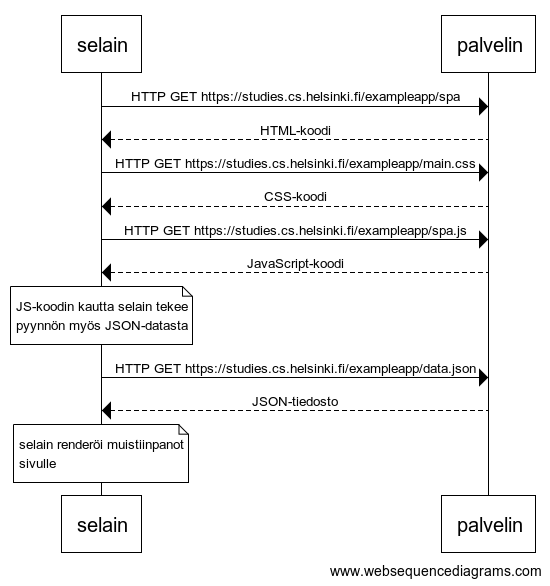 selain palvelin
HTTP GET https://studies.cs.helsinki.fi/exampleapp/spa
HTML-koodi
HTTP GET https://studies.cs.helsinki.fi/exampleapp/main.css
CSS-koodi
HTTP GET https://studies.cs.helsinki.fi/exampleapp/spa.js
JavaScript-koodi
JS-koodin kautta selain tekee
pyynnön myös JSON-datasta
HTTP GET https://studies.cs.helsinki.fi/exampleapp/data.json
JSON-tiedosto
selain renderöi muistiinpanot
sivulle
selain palvelin
www.websequencediagrams.com